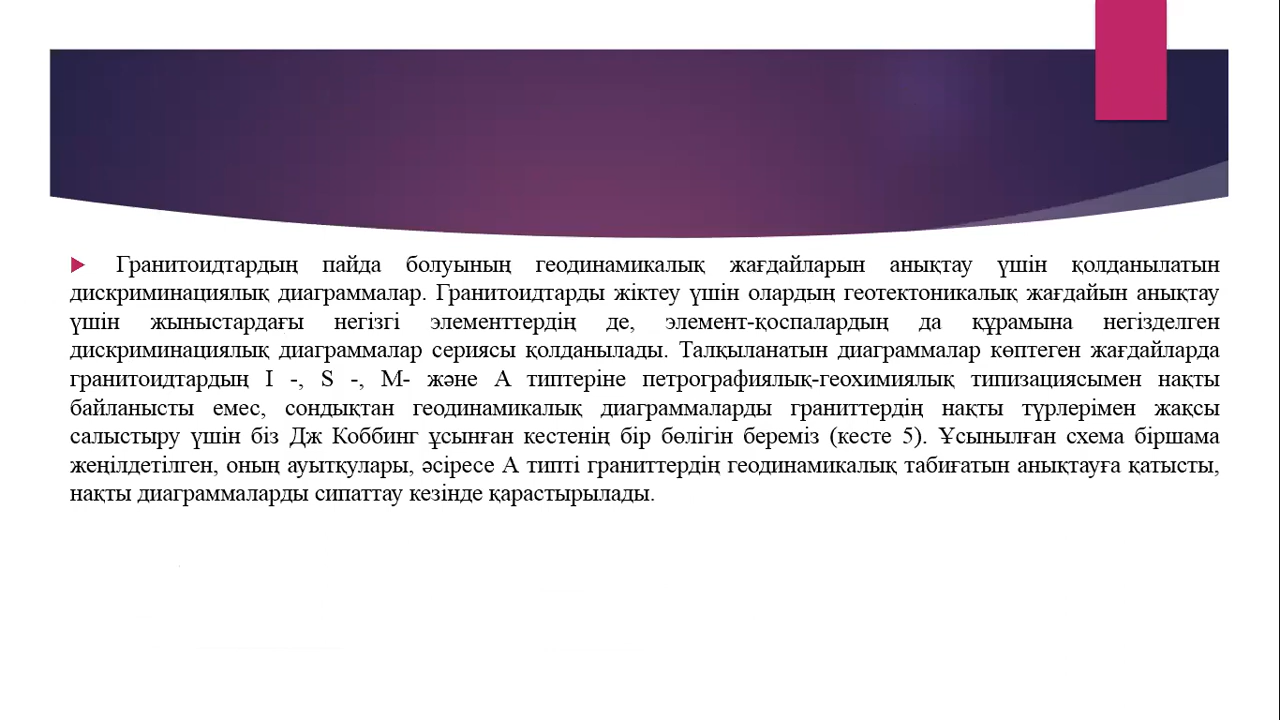 Гранитоидтардың пайда болуының геодинамикалық жағдайларын анықтау үшін қолданылатын
дискриминациялық диаграммалар. Гранитоидтарды жіктеу үшін олардың геотектоникалық жағдайын анықтау
үшін жыныстардағы негізгі элементтердің де, элемент-қоспалардың да құрамына негізделген
дискриминациялық диаграммалар сериясы қолданылады. Талқыланатын диаграммалар көптеген жағдайларда
гранитоидтардың I -, S -, M- және А типтеріне петрографиялық-геохимиялық типизациясымен нақты
байланысты емес, сондықтан геодинамикалық диаграммаларды граниттердің нақты түрлерімен жақсы
салыстыру үшін біз Дж Коббинг ұсынған кестенің бір бөлігін береміз (кесте 5). Ұсынылған схема біршама
жеңілдетілген, оның ауытқулары, әсіресе А типті граниттердің геодинамикалық табиғатын анықтауға қатысты,
нақты диаграммаларды сипаттау кезінде қарастырылады.